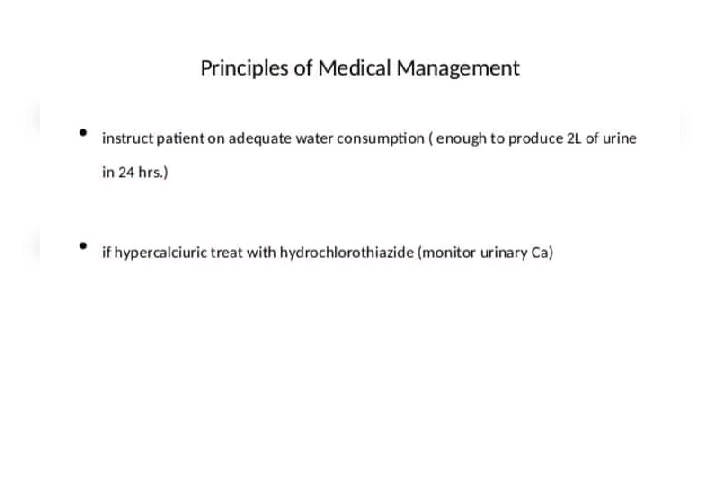 Principles of Medical Management
• instruct patient on adequate water consumption ( enough to produce 2L of urine
in 24 hrs.)
• if hypercalciuric treat with hydrochlorothiazide (monitor urinary Ca)